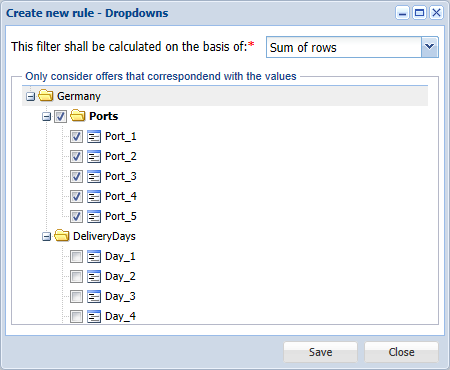 Create new rule - Dropdowns
This filter shall be calculated on the basis of:* Sum of rows
Only consider offers that correspondend with the values
Germany
Ports
Port_1
Port_2
Port_3
Port_4
Port_5
DeliveryDays
Day_1
Day_2
Day_3
Day_4
Save Close